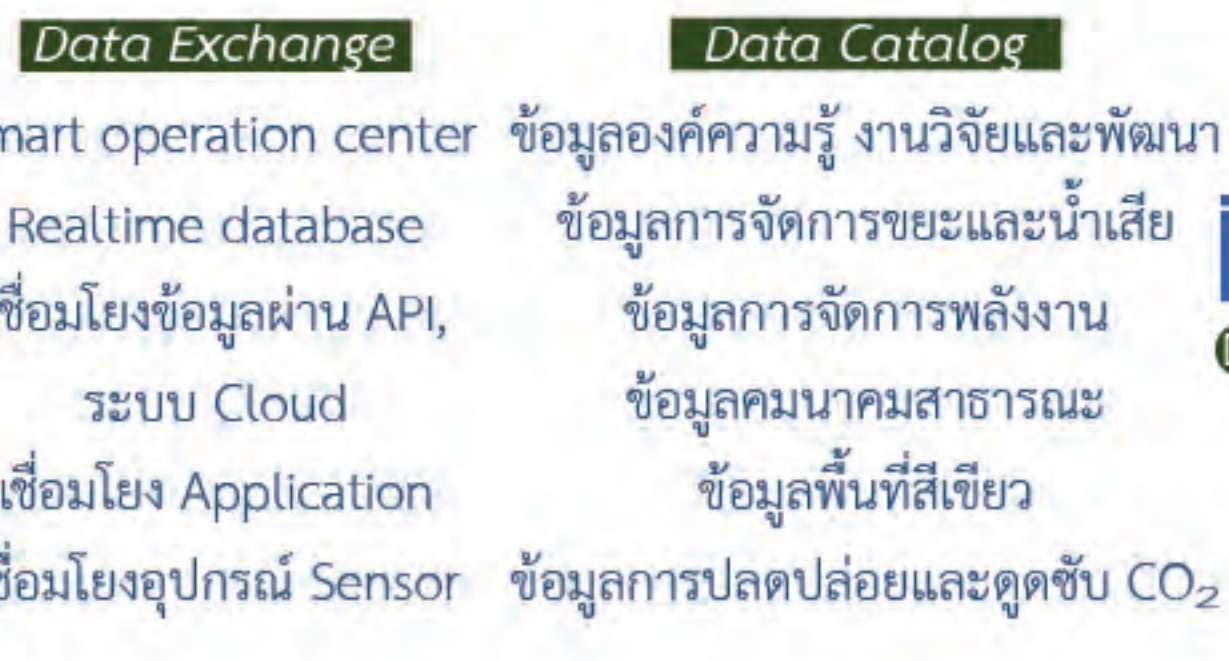 Data Exchange
mart operation center
Realtime database
ชื่อมโยงข้อมูลผ่าน API,
ระบบ Cloud
เชื่อมโยง Application
ชื่อมโยงอุปกรณ์ Sensor
Data Catalog
ข้อมูลองค์ความรู้ งานวิจัยและพัฒนา
ข้อมูลการจัดการขยะและน้ำเสีย
ข้อมูลการจัดการพลังงาน
ข้อมูลคมนาคมสาธารณะ
ข้อมูลพื้นที่สีเขียว
ข้อมูลการปลดปล่อยและดูดซับ CO₂